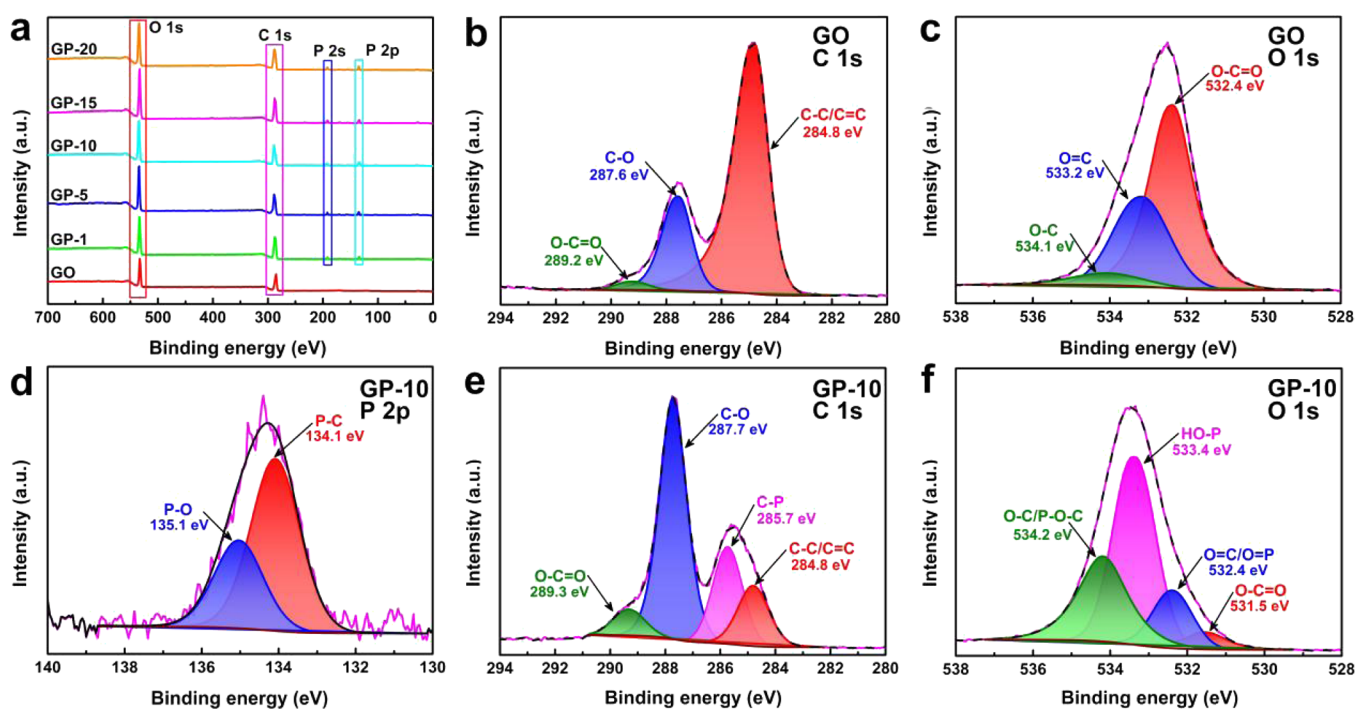 a
O 1s
C 1s
P 2s
P 2p
GP-20
GP-15
GP-10
GP-5
GP-1
GO
Intensity (a.u.)
700 600 500 400 300 200 100 0
Binding energy (eV)
b
GO
C 1s
C-C/C=C
284.8 eV
C-O
287.6 eV
O-C=O
289.2 eV
Intensity (a.u.)
294 292 290 288 286 284 282 280
Binding energy (eV)
c
GO
O 1s
O-C=O
532.4 eV
O=C
533.2 eV
O-C
534.1 eV
Intensity (a.u.)
538 536 534 532 530 528
Binding energy (eV)
d
GP-10
P 2p
P-C
134.1 eV
P-O
135.1 eV
Intensity (a.u.)
140 138 136 134 132 130
Binding energy (eV)
e
GP-10
C 1s
C-O
287.7 eV
C-P
285.7 eV
C-C/C=C
284.8 eV
O-C=O
289.3 eV
Intensity (a.u.)
294 292 290 288 286 284 282 280
Binding energy (eV)
f
GP-10
O 1s
HO-P
533.4 eV
O-C/P-O-C
534.2 eV
O=C/O=P
532.4 eV
O-C=O
531.5 eV
Intensity (a.u.)
538 536 534 532 530 528
Binding energy (eV)